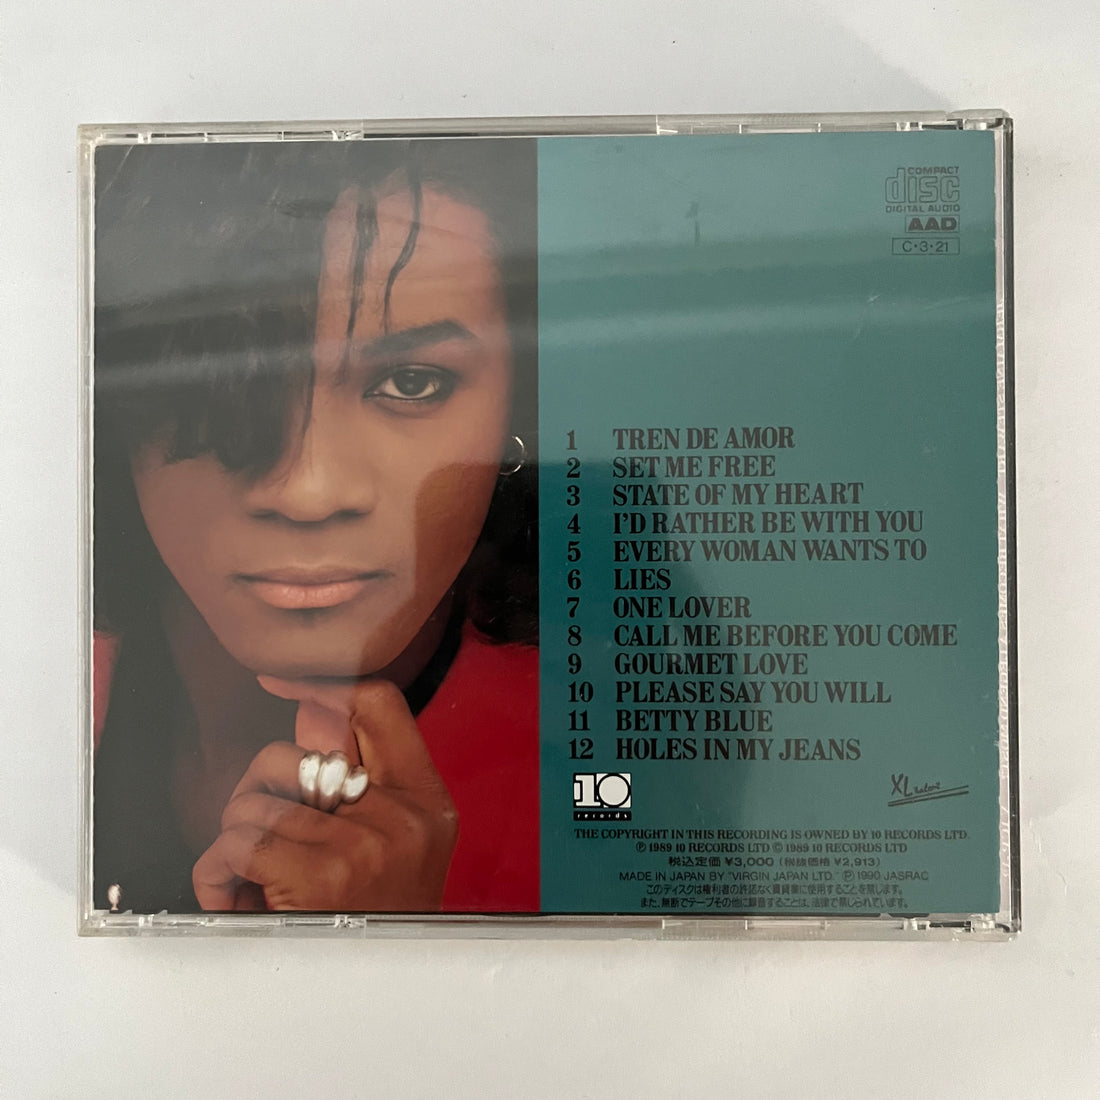 COMPACT
disc
DIGITAL AUDIO
AAD
C・3・21
1 TREN DE AMOR
2 SET ME FREE
3 STATE OF MY HEART
4 I'D RATHER BE WITH YOU
5 EVERY WOMAN WANTS TO
6 LIES
7 ONE LOVER
8 CALL ME BEFORE YOU COME
9 GOURMET LOVE
10 PLEASE SAY YOU WILL
11 BETTY BLUE
12 HOLES IN MY JEANS
10
records
XL
THE COPYRIGHT IN THIS RECORDING IS OWNED BY 10 RECORDS LTD.
Ⓟ 1989 10 RECORDS LTD © 1989 10 RECORDS LTD
税込定価 ¥3,000 (税抜価格 ¥2,913)
MADE IN JAPAN BY "VIRGIN JAPAN LTD." Ⓟ 1990 JASRAC
このディスクは権利者の許諾なく賃貸業に使用することを禁じます。
また、無断でテープその他に録音することは、法律で禁じられています。